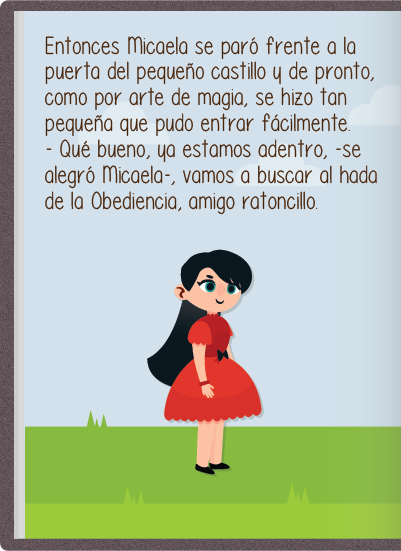 Entonces Micaela se paró frente a la
puerta del pequeño castillo y de pronto,
como por arte de magia, se hizo tan
pequeña que pudo entrar fácilmente.
- Qué bueno, ya estamos adentro, -se
alegró Micaela-, vamos a buscar al hada
de la Obediencia, amigo ratoncillo.